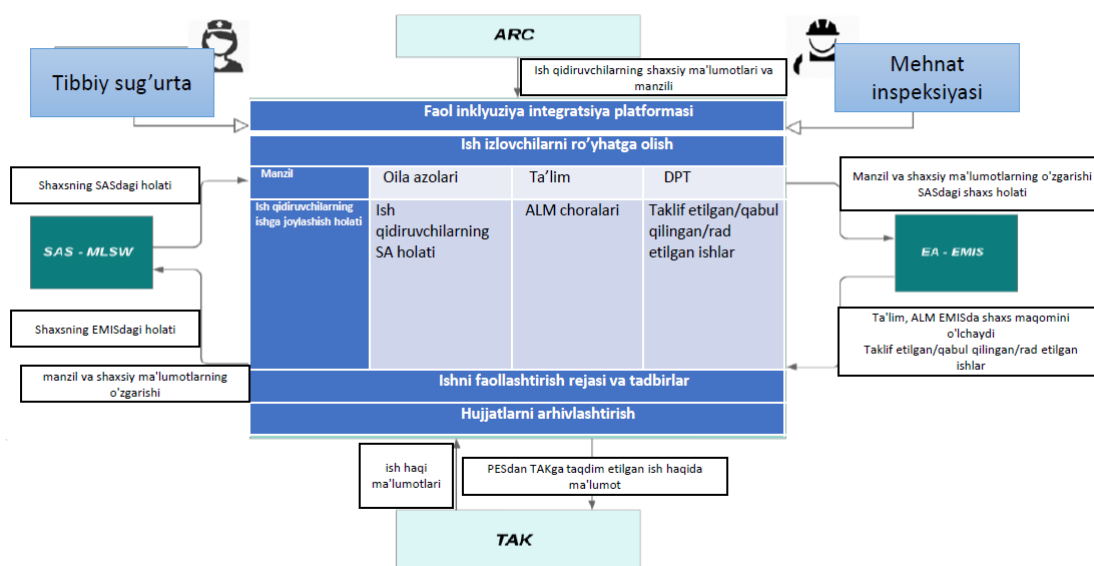 ARC
Tibbiy sug’urta
Ish qidiruvchilarning shaxsiy ma'lumotlari va
manzili
Mehnat
inspeksiyasi
Faol inklyuziya integratsiya platformasi
Ish izlovchilarni ro’yhatga olish
Shaxsning SASdagi holati
Manzil
Oila azolari
Ta’lim
DPT
Manzil va shaxsiy ma'lumotlarning o'zgarishi
SASdagi shaxs holati
Ish qidiruvchilarning
ishga joylashish holati
Ish
qidiruvchilarning
SA holati
ALM choralari
Taklif etilgan/qabul
qilingan/rad
etilgan ishlar
SAS - MLSW
EA - EMIS
Shaxsning EMISdagi holati
Ta'lim, ALM EMISda shaxs maqomini
o'lchaydi
Taklif etilgan/qabul qilingan/rad etilgan
ishlar
manzil va shaxsiy ma'lumotlarning
o'zgarishi
Ishni faollashtirish rejasi va tadbirlar
Hujjatlarni arhivlashtirish
ish haqi
ma'lumotlari
PESdan TAKga taqdim etilgan ish haqida
ma'lumot
TAK